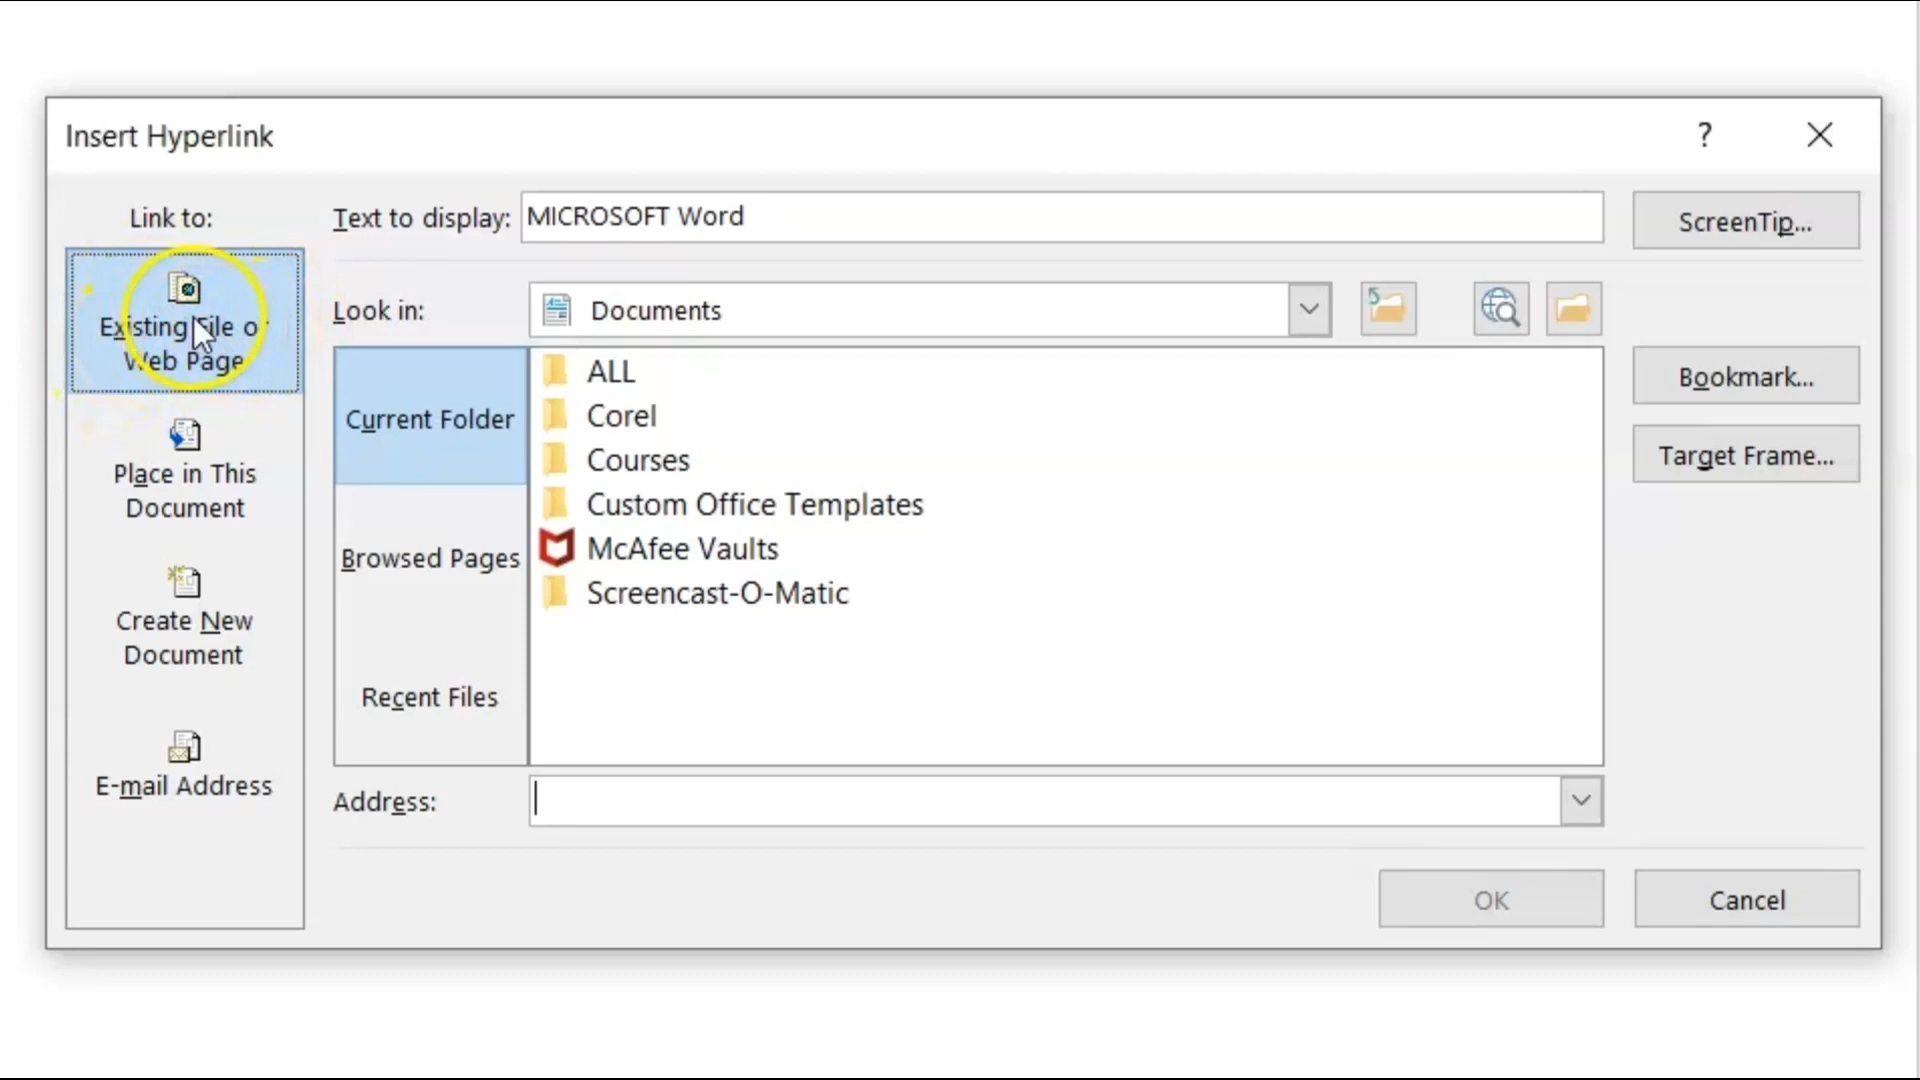 Insert Hyperlink
?
Link to:
Text to display: MICROSOFT Word
ScreenTip...
Existing File or
Web Page
Look in: Documents
Place in This
Document
Create New
Document
E-mail Address
Current Folder
Browsed Pages
Recent Files
ALL
Corel
Courses
Custom Office Templates
McAfee Vaults
Screencast-O-Matic
Bookmark...
Target Frame...
Address:
OK
Cancel